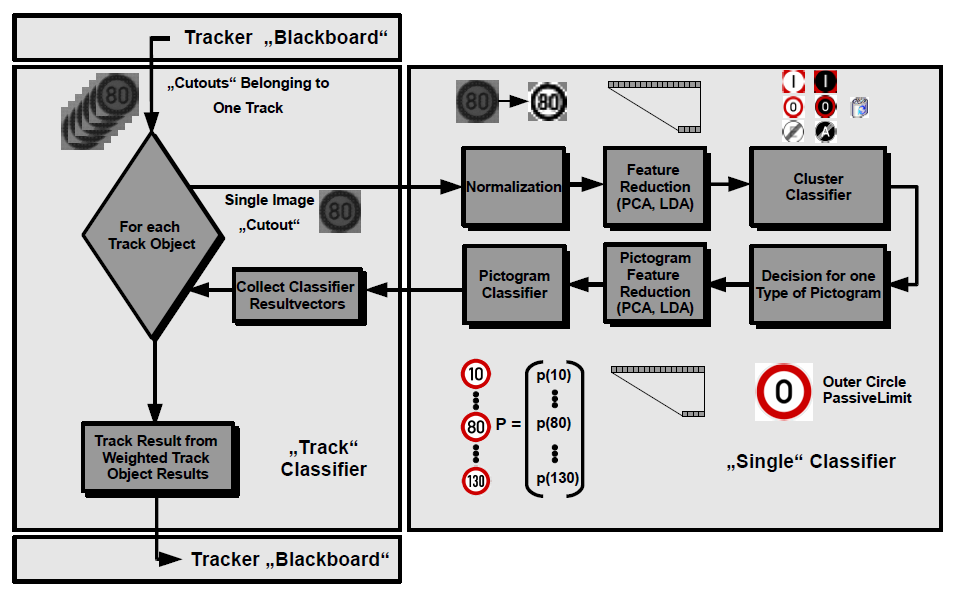 Tracker „Blackboard“
„Cutouts“ Belonging to
One Track
80
For each
Track Object
Single Image
„Cutout“
80
Collect Classifier
Resultvectors
Track Result from
Weighted Track
Object Results
„Track“
Classifier
Tracker „Blackboard“
80
80
I
I
0
0
A
Normalization
Feature
Reduction
(PCA, LDA)
Cluster
Classifier
Pictogram
Classifier
Pictogram
Feature
Reduction
(PCA, LDA)
Decision for one
Type of Pictogram
10
80
130
P =
p(10)
p(80)
p(130)
0
Outer Circle
PassiveLimit
„Single“ Classifier